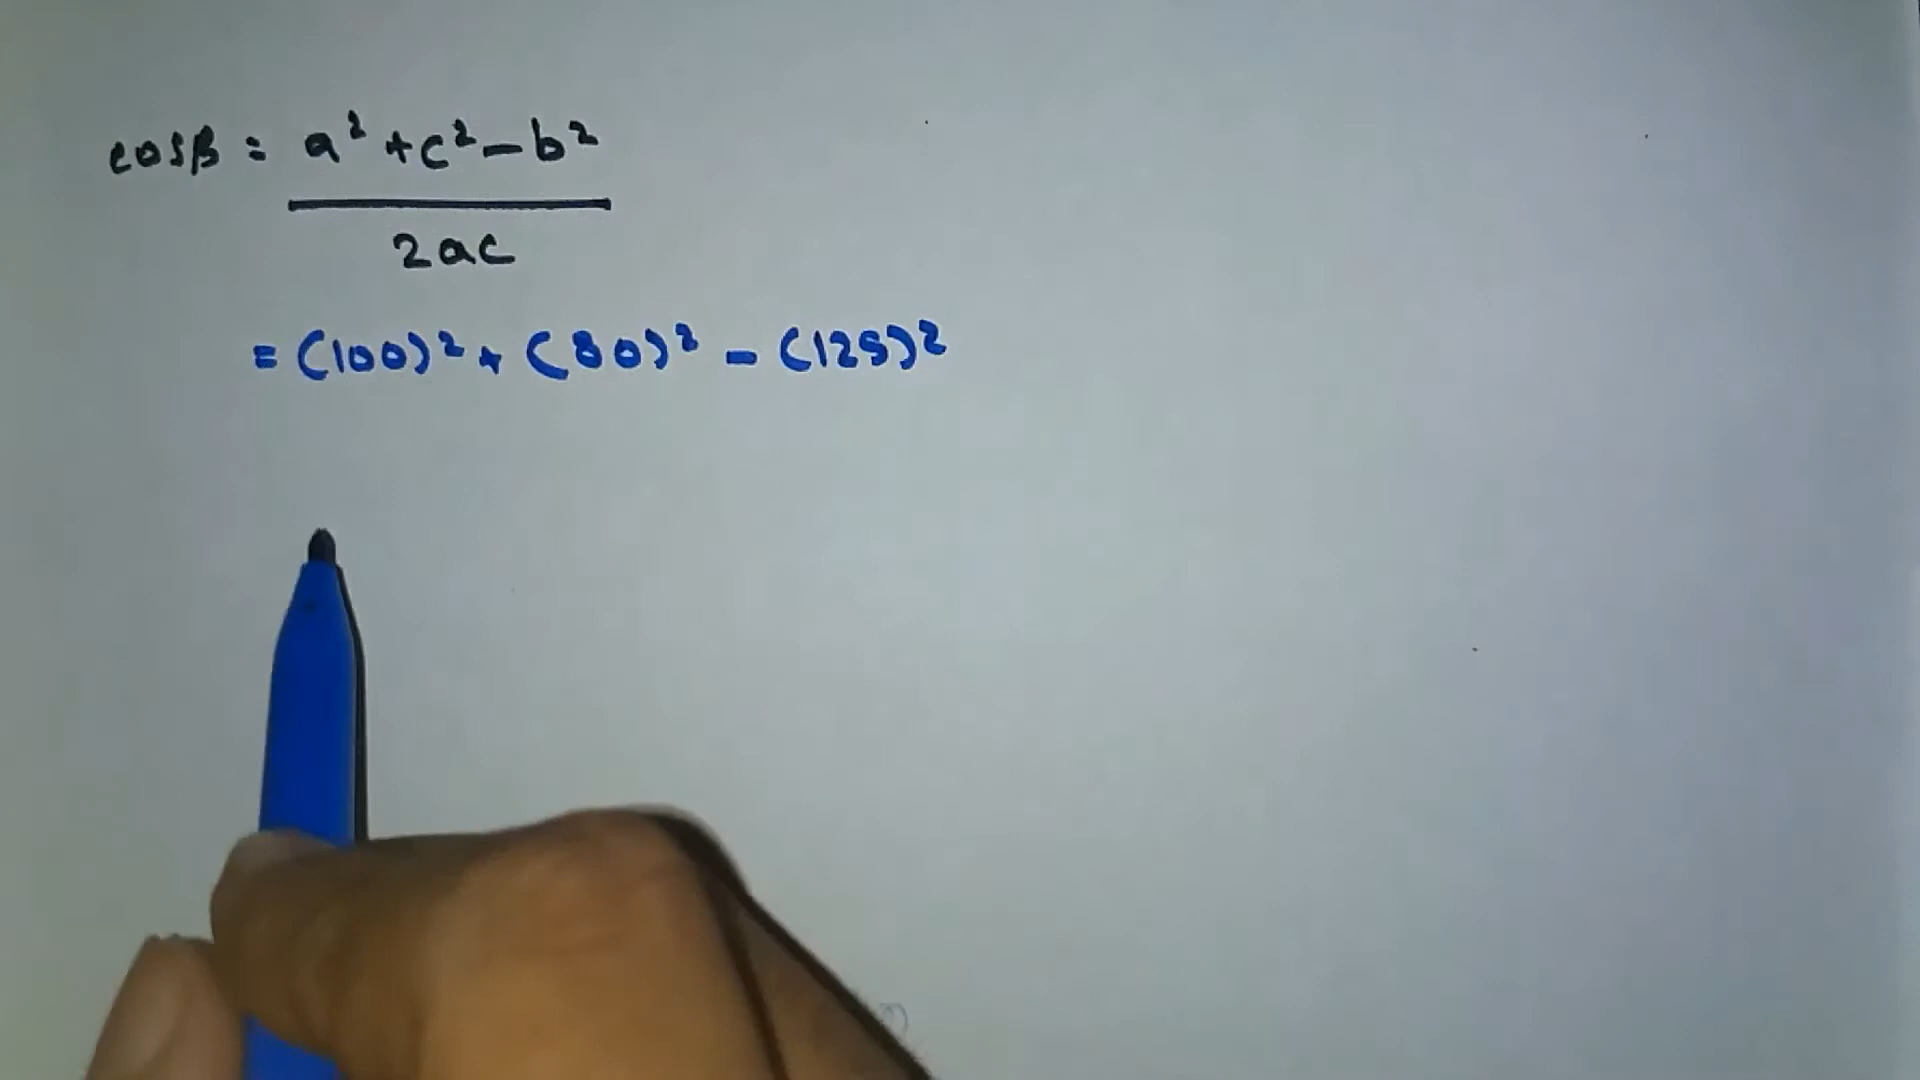 cosβ = a² + c² – b²
2ac
= (100)² + (80)² – (125)²